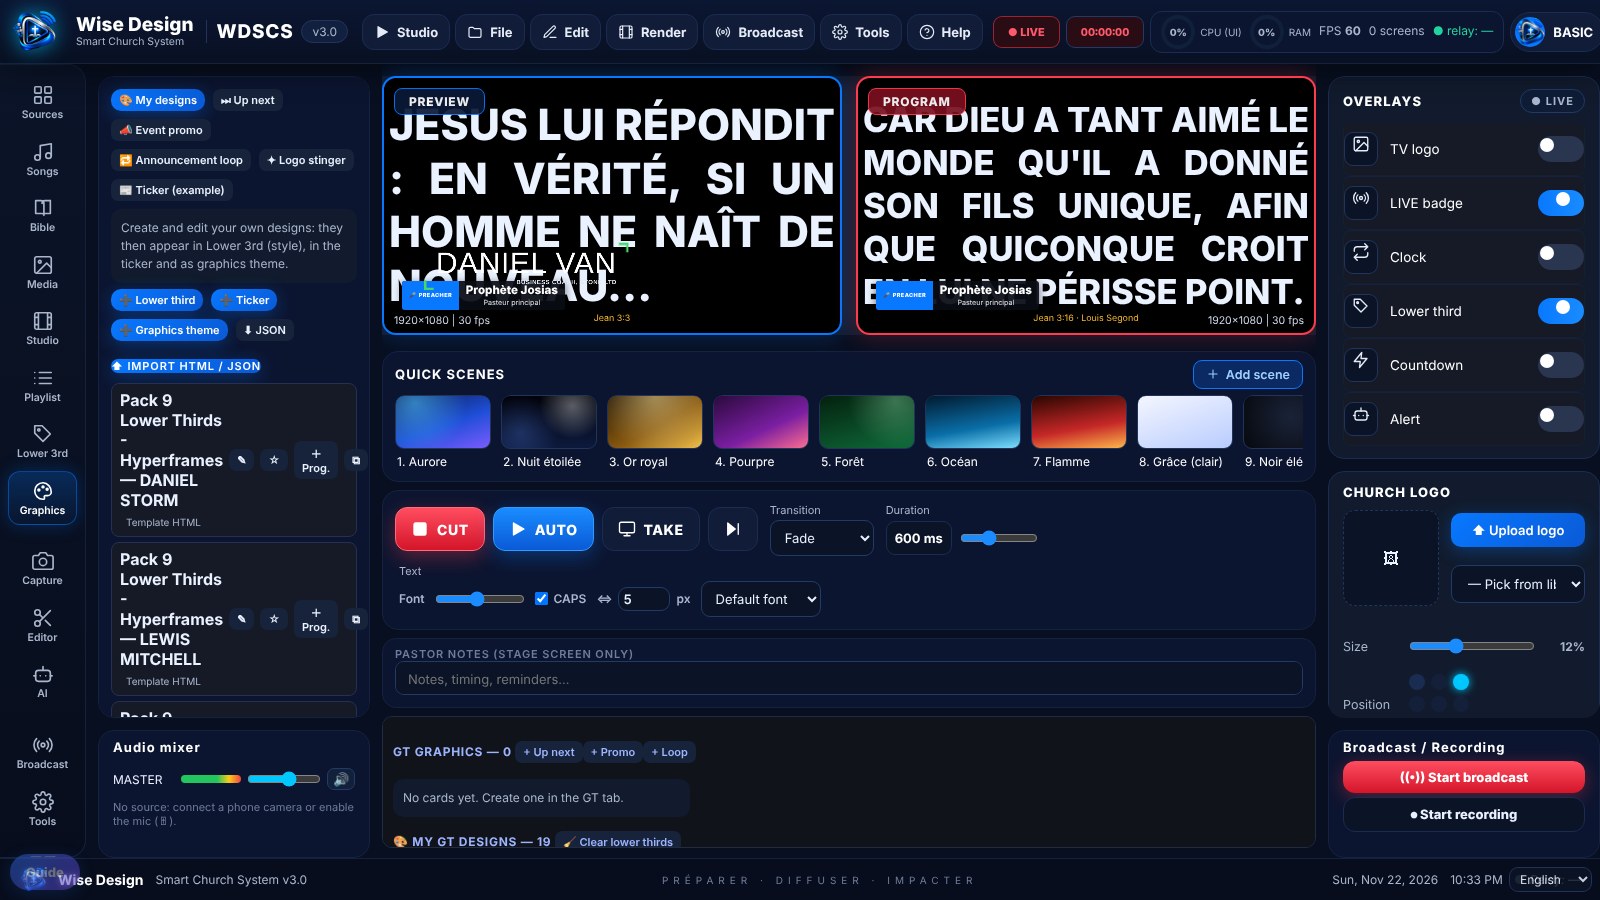 Wise Design
Smart Church System
WDSCS
v3.0
Studio
File
Edit
Render
Broadcast
Tools
Help
LIVE
00:00:00
0% CPU (UI)
0% RAM
FPS 60
0 screens
relay: —
BASIC
Sources
Songs
Bible
Media
Studio
Playlist
Lower 3rd
Graphics
Capture
Editor
AI
Broadcast
Tools
My designs
Up next
Event promo
Announcement loop
Logo stinger
Ticker (example)
Create and edit your own designs: they
then appear in Lower 3rd (style), in the
ticker and as graphics theme.
Lower third
Ticker
Graphics theme
JSON
IMPORT HTML / JSON
Pack 9
Lower Thirds
-
Hyperframes
— DANIEL
STORM
Template HTML
+
Prog.
Pack 9
Lower Thirds
-
Hyperframes
— LEWIS
MITCHELL
Template HTML
+
Prog.
Pack 9
Audio mixer
MASTER
No source: connect a phone camera or enable
the mic ( ).
PREVIEW
JÉSUS LUI RÉPONDIT
: EN VÉRITÉ, SI UN
HOMME NE NAÎT DE
NOUVEAU...
DANIEL VAN
PREACHER
Prophète Josias
Pasteur principal
Jean 3:3
1920×1080 | 30 fps
PROGRAM
CAR DIEU A TANT AIMÉ LE
MONDE QU'IL A DONNÉ
SON FILS UNIQUE, AFIN
QUE QUICONQUE CROIT
PÉRISSE POINT.
PREACHER
Prophète Josias
Pasteur principal
Jean 3:16 · Louis Segond
1920×1080 | 30 fps
QUICK SCENES
+ Add scene
1. Aurore
2. Nuit étoilée
3. Or royal
4. Pourpre
5. Forêt
6. Océan
7. Flamme
8. Grâce (clair)
9. Noir élé
CUT
AUTO
TAKE
Transition
Fade
Duration
600 ms
Text
Font
CAPS
5
px
Default font
PASTOR NOTES (STAGE SCREEN ONLY)
Notes, timing, reminders...
GT GRAPHICS — 0
+ Up next
+ Promo
+ Loop
No cards yet. Create one in the GT tab.
MY GT DESIGNS — 19
Clear lower thirds
OVERLAYS
LIVE
TV logo
LIVE badge
Clock
Lower third
Countdown
Alert
CHURCH LOGO
Upload logo
— Pick from lib
Size
12%
Position
Broadcast / Recording
((•)) Start broadcast
Start recording
Guide
Wise Design
Smart Church System v3.0
PRÉPARER · DIFFUSER · IMPACTER
Sun, Nov 22, 2026
10:33 PM
English